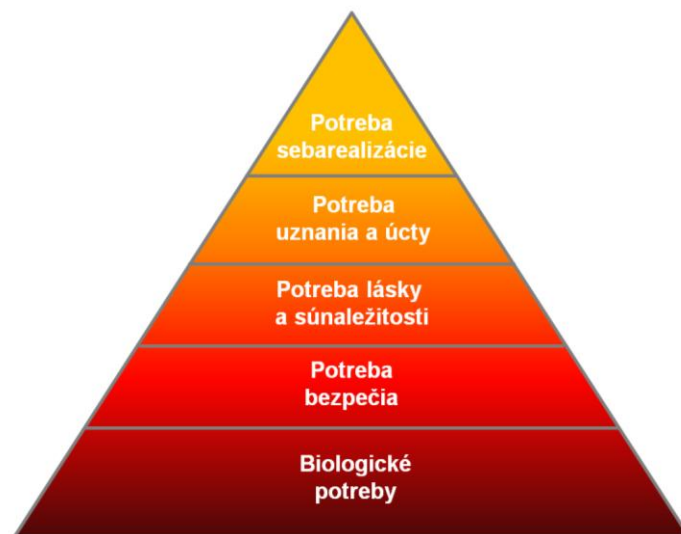 Potreba
sebarealizácie
Potreba
uznania a úcty
Potreba lásky
a súnaležitosti
Potreba
bezpečia
Biologické
potreby